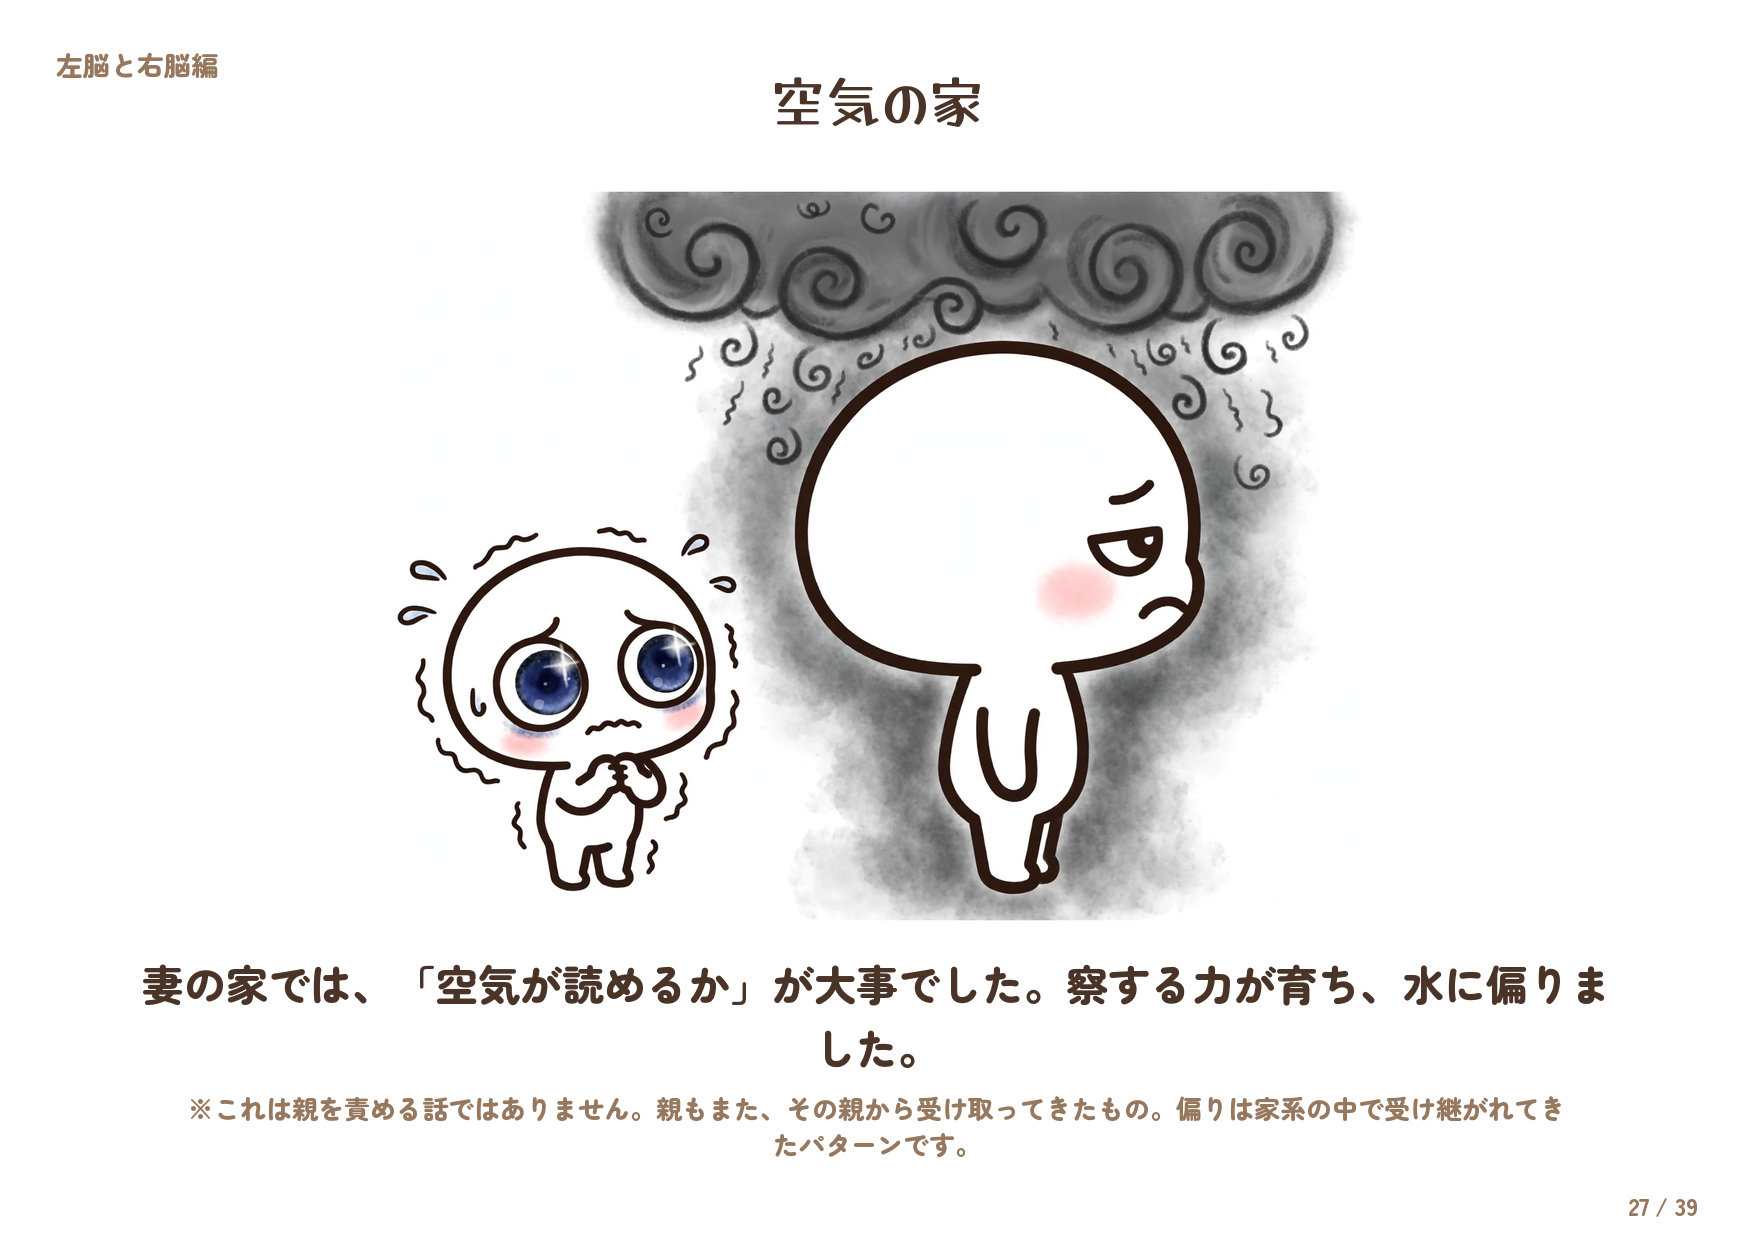 左脳と右脳編
空気の家
妻の家では、「空気が読めるか」が大事でした。察する力が育ち、水に偏りま
した。
※これは親を責める話ではありません。親もまた、その親から受け取ってきたもの。偏りは家系の中で受け継がれてき
たパターンです。
27 / 39